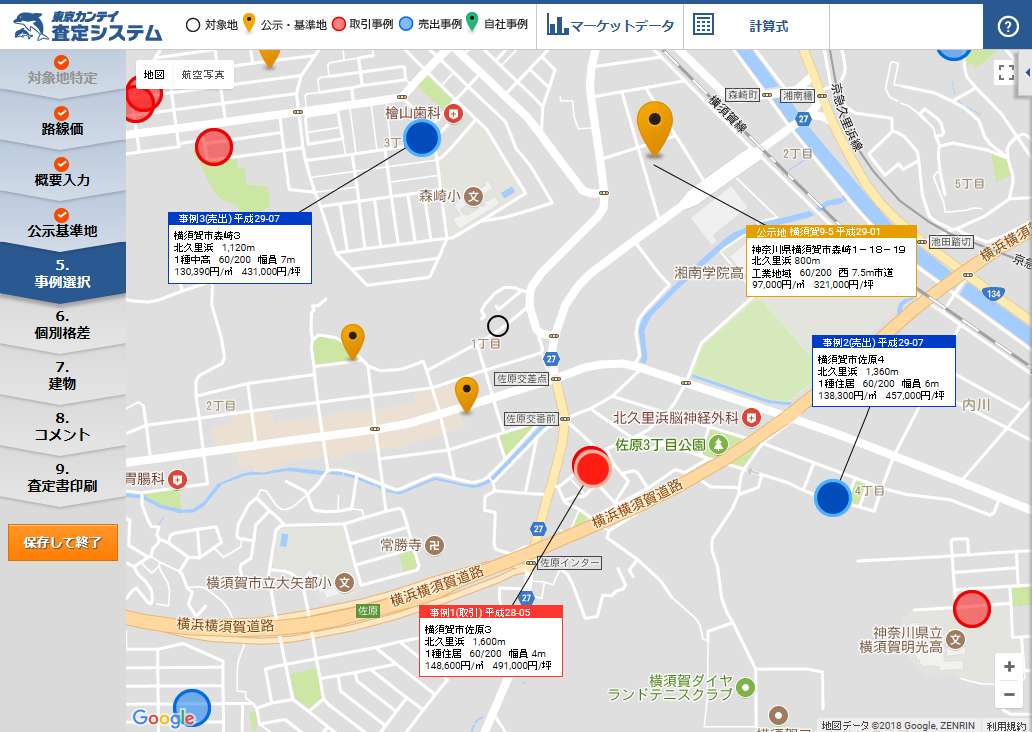 東京カンテイ
査定システム
対象地
公示・基準地
取引事例
売出事例
自社事例
マーケットデータ
計算式
?
対象地特定
路線価
概要入力
公示基準地
5.
事例選択
6.
個別格差
7.
建物
8.
コメント
9.
査定書印刷
保存して終了
地図
航空写真
檜山歯科
3丁
森崎小
文
森崎町
湘南橋
横須賀線
京急久里浜線
27
2丁目
5丁目
池田踏切
横浜横須賀
京急
134
湘南学院高
事例3(売出) 平成29-07
横須賀市森崎3
北久里浜 1,120m
1種中高 60/200 幅員 7m
130,390円/㎡ 431,000円/坪
公示地 横須賀9-5 平成29-01
神奈川県横須賀市森崎1－18－19
北久里浜 800m
工業地域 60/200 西 7.5m市道
97,000円/㎡ 321,000円/坪
1丁目
27
佐原交差点
佐原交番前
2丁目
事例2(売出) 平成29-07
横須賀市佐原4
北久里浜 1,360m
1種住居 60/200 幅員 6m
138,300円/㎡ 457,000円/坪
内川
北久里浜脳神経外科
佐原3丁目公園
胃腸科
4丁目
横浜横須賀道路
27
常勝寺
卍
佐原インター
横須賀市立大矢部小
文
横浜横須賀道路
27
佐原
横浜横須賀道路
事例1(取引) 平成28-05
横須賀市佐原3
北久里浜 1,600m
1種住居 60/200 幅員 4m
148,600円/㎡ 491,000円/坪
神奈川県立
横須賀明光高
文
横須賀ダイヤ
ランドテニスクラブ
+
−
Google
地図データ ©2018 Google, ZENRIN
利用規約